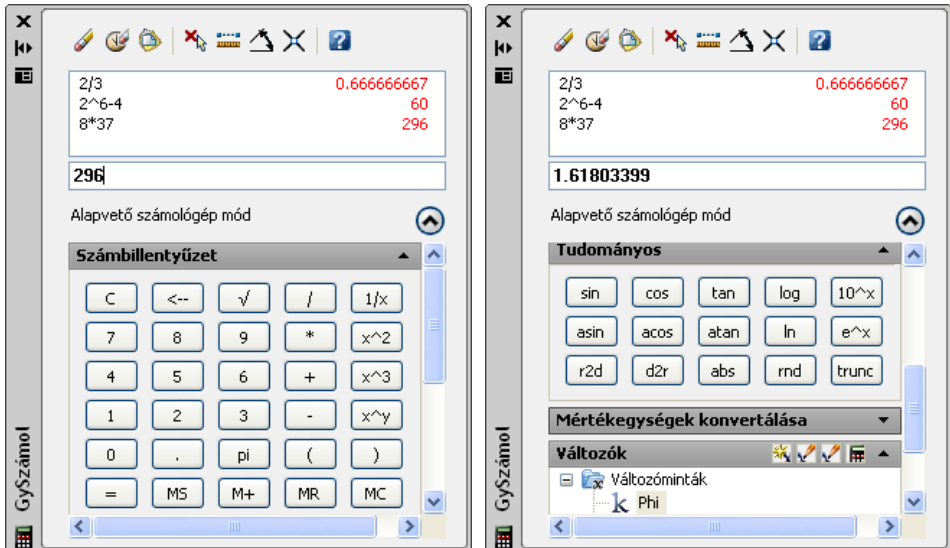 2/3 0.666666667
2^6-4 60
8*37 296
296
Alapvető számológép mód
Számbillentyűzet
C <-- √ / 1/x
7 8 9 * x^2
4 5 6 + x^3
1 2 3 - x^y
0 . pi ( )
= MS M+ MR MC
GySzámol
2/3 0.666666667
2^6-4 60
8*37 296
1.61803399
Alapvető számológép mód
Tudományos
sin cos tan log 10^x
asin acos atan ln e^x
r2d d2r abs rnd trunc
Mértékegységek konvertálása
Változók
Változóminták
k Phi
GySzámol